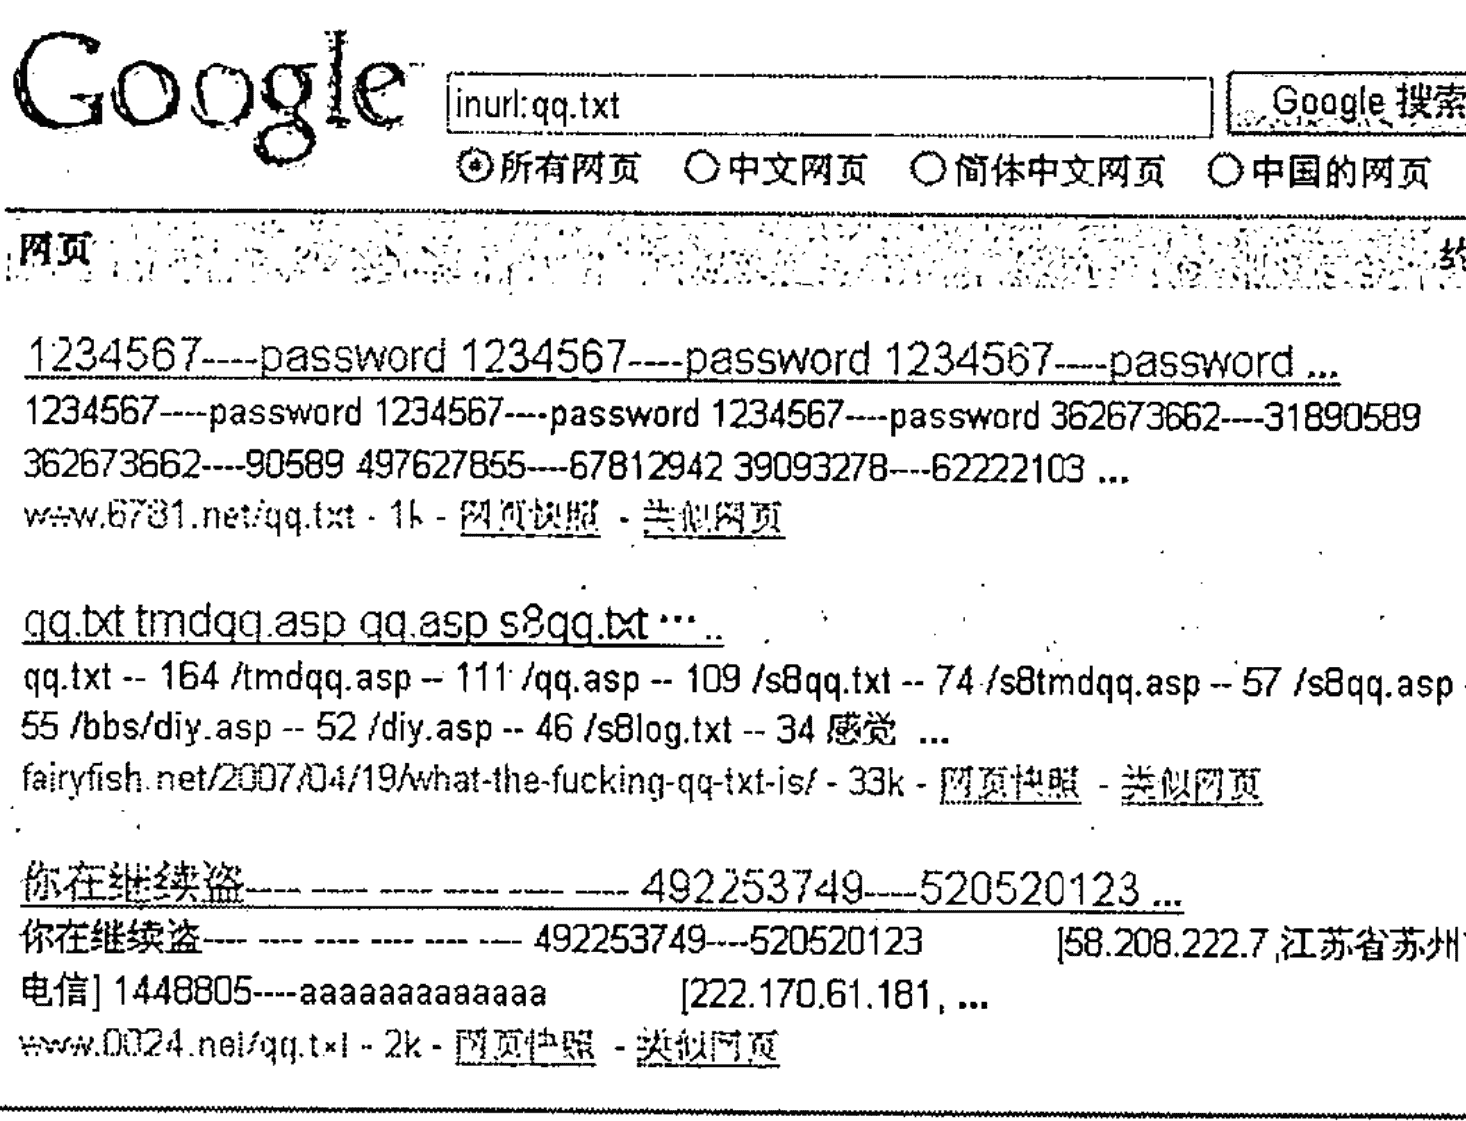 Google
inurl:qq.txt
Google 搜索
所有网页 中文网页 简体中文网页 中国的网页
网页
1234567----password 1234567----password 1234567----password ...
1234567----password 1234567----password 1234567----password 362673662----31890589
362673662----90589 497627855----67812942 39093278----62222103 ...
www.6781.net/qq.txt - 1k - 网页快照 - 类似网页
qq.txt tmdqq.asp qq.asp s8qq.txt ··· ..
qq.txt -- 164 /tmdqq.asp -- 111 /qq.asp -- 109 /s8qq.txt -- 74 /s8tmdqq.asp -- 57 /s8qq.asp -
55 /bbs/diy.asp -- 52 /diy.asp -- 46 /s8log.txt -- 34 感觉 ...
fairyfish.net/2007/04/19/what-the-fucking-qq-txt-is/ - 33k - 网页快照 - 类似网页
你在继续盗---- ---- ---- ---- ---- ---- 492253749----520520123 ...
你在继续盗---- ---- ---- ---- ---- ---- 492253749----520520123 [58.208.222.7,江苏省苏州
电信] 1448805----aaaaaaaaaaaaa [222.170.61.181, ...
www.0024.net/qq.txt - 2k - 网页快照 - 类似网页